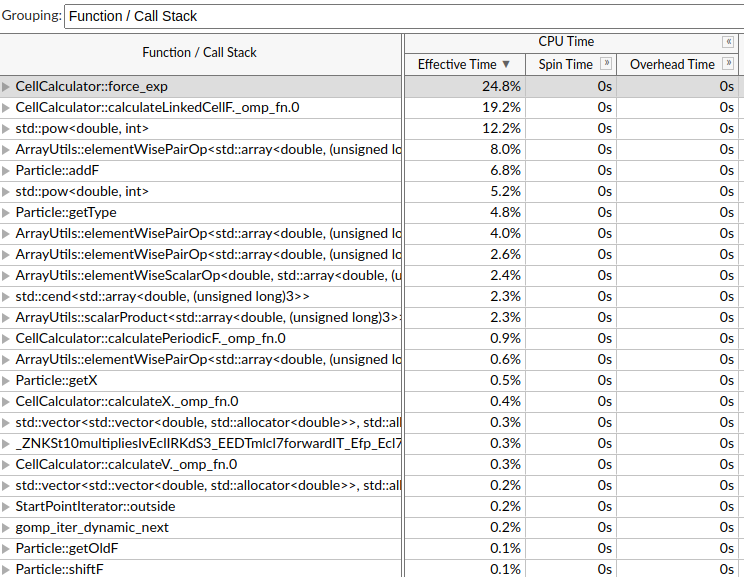 Grouping: Function / Call Stack
Function / Call Stack
CPU Time
Effective Time ▼ Spin Time Overhead Time
CellCalculator::force_exp 24.8% 0s 0s
CellCalculator::calculateLinkedCellF._omp_fn.0 19.2% 0s 0s
std::pow<double, int> 12.2% 0s 0s
ArrayUtils::elementWisePairOp<std::array<double, (unsigned lo 8.0% 0s 0s
Particle::addF 6.8% 0s 0s
std::pow<double, int> 5.2% 0s 0s
Particle::getType 4.8% 0s 0s
ArrayUtils::elementWisePairOp<std::array<double, (unsigned lo 4.0% 0s 0s
ArrayUtils::elementWisePairOp<std::array<double, (unsigned lo 2.6% 0s 0s
ArrayUtils::elementWiseScalarOp<double, std::array<double, (u 2.4% 0s 0s
std::cend<std::array<double, (unsigned long)3>> 2.3% 0s 0s
ArrayUtils::scalarProduct<std::array<double, (unsigned long)3>> 2.3% 0s 0s
CellCalculator::calculatePeriodicF._omp_fn.0 0.9% 0s 0s
ArrayUtils::elementWisePairOp<std::array<double, (unsigned lo 0.6% 0s 0s
Particle::getX 0.5% 0s 0s
CellCalculator::calculateX._omp_fn.0 0.4% 0s 0s
std::vector<std::vector<double, std::allocator<double>>, std::all 0.3% 0s 0s
_ZNKSt10multipliesIvEclIRKdS3_EEDTmlcl7forwardIT_Efp_Ecl7 0.3% 0s 0s
CellCalculator::calculateV._omp_fn.0 0.3% 0s 0s
std::vector<std::vector<double, std::allocator<double>>, std::all 0.2% 0s 0s
StartPointIterator::outside 0.2% 0s 0s
gomp_iter_dynamic_next 0.2% 0s 0s
Particle::getOldF 0.1% 0s 0s
Particle::shiftF 0.1% 0s 0s